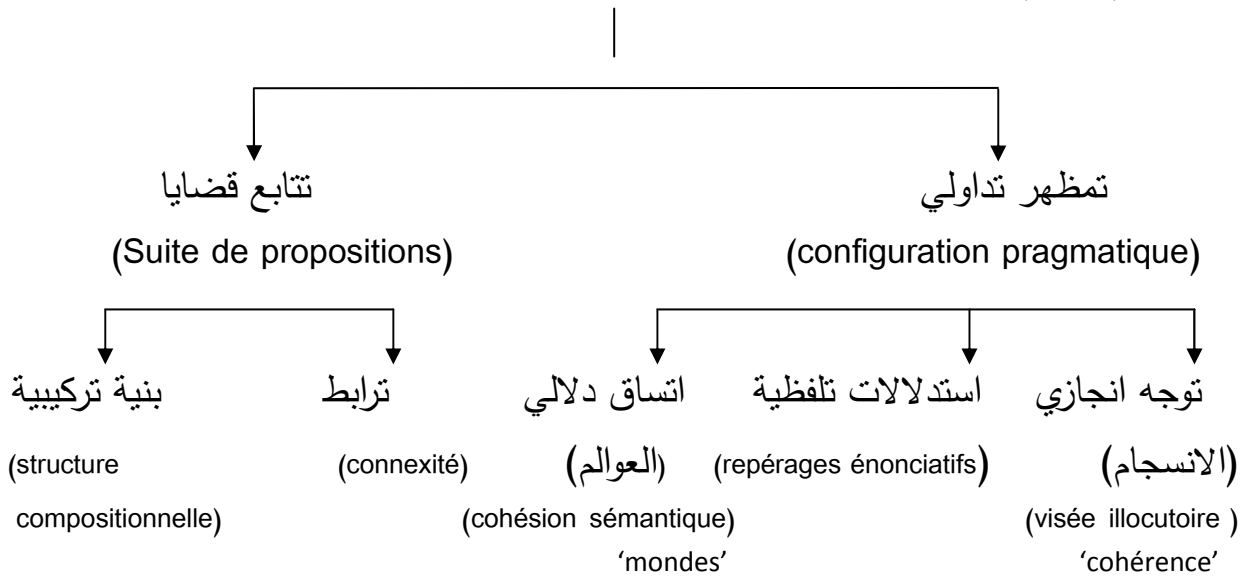 تمظهر تداولي
(configuration pragmatique)
تتابع قضايا
(Suite de propositions)
توجه انجازي
(الانسجام)
(visée illocutoire )
‘cohérence’
استدلالات تلفظية
(repérages énonciatifs)
اتساق دلالي
(العوالم)
(cohésion sémantique)
‘mondes’
ترابط
(connexité)
بنية تركيبية
(structure
compositionnelle)